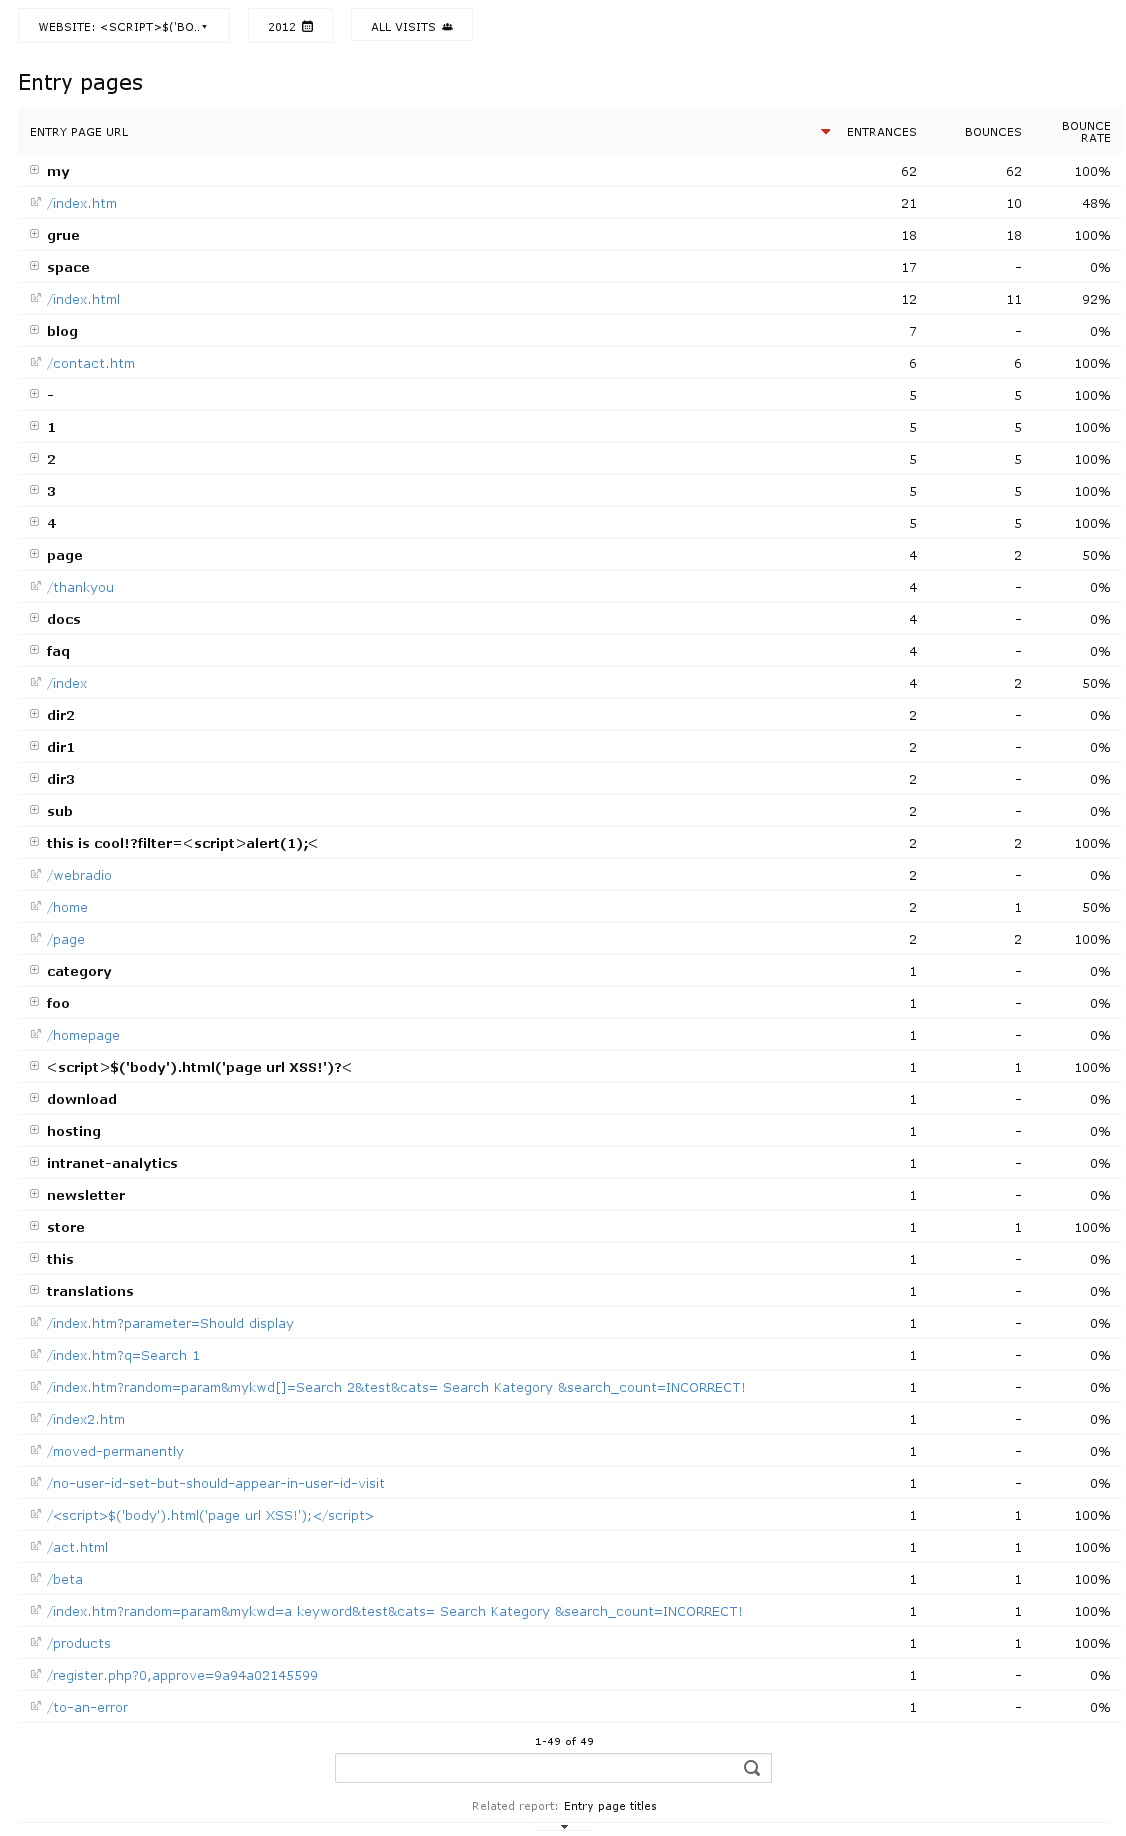 WEBSITE: <SCRIPT>$('BO.. 2012 ALL VISITS
Entry pages
ENTRY PAGE URL ENTRANCES BOUNCES BOUNCE RATE
my 62 62 100%
/index.htm 21 10 48%
grue 18 18 100%
space 17 - 0%
/index.html 12 11 92%
blog 7 - 0%
/contact.htm 6 6 100%
- 5 5 100%
1 5 5 100%
2 5 5 100%
3 5 5 100%
4 5 5 100%
page 4 2 50%
/thankyou 4 - 0%
docs 4 - 0%
faq 4 - 0%
/index 4 2 50%
dir2 2 - 0%
dir1 2 - 0%
dir3 2 - 0%
sub 2 - 0%
this is cool!?filter=<script>alert(1);< 2 2 100%
/webradio 2 - 0%
/home 2 1 50%
/page 2 2 100%
category 1 - 0%
foo 1 - 0%
/homepage 1 - 0%
<script>$('body').html('page url XSS!')?< 1 1 100%
download 1 - 0%
hosting 1 - 0%
intranet-analytics 1 - 0%
newsletter 1 - 0%
store 1 1 100%
this 1 - 0%
translations 1 - 0%
/index.htm?parameter=Should display 1 - 0%
/index.htm?q=Search 1 1 - 0%
/index.htm?random=param&mykwd[]=Search 2&test&cats= Search Kategory &search_count=INCORRECT! 1 - 0%
/index2.htm 1 - 0%
/moved-permanently 1 - 0%
/no-user-id-set-but-should-appear-in-user-id-visit 1 - 0%
/<script>$('body').html('page url XSS!');</script> 1 1 100%
/act.html 1 1 100%
/beta 1 1 100%
/index.htm?random=param&mykwd=a keyword&test&cats= Search Kategory &search_count=INCORRECT! 1 1 100%
/products 1 1 100%
/register.php?0,approve=9a94a02145599 1 - 0%
/to-an-error 1 - 0%
1-49 of 49
Related report: Entry page titles